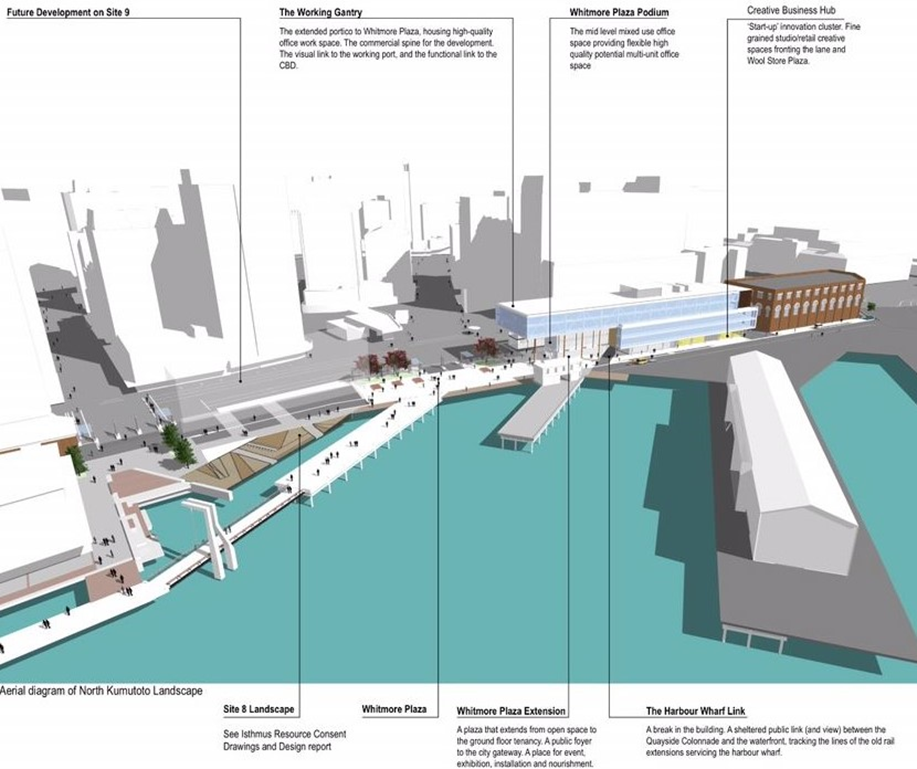 Future Development on Site 9
The Working Gantry
The extended portico to Whitmore Plaza, housing high-quality
office work space. The commercial spine for the development.
The visual link to the working port, and the functional link to the
CBD.
Whitmore Plaza Podium
The mid level mixed use office
space providing flexible high
quality potential multi-unit office
space
Creative Business Hub
'Start-up' innovation cluster. Fine
grained studio/retail creative
spaces fronting the lane and
Wool Store Plaza.
Aerial diagram of North Kumutoto Landscape
Site 8 Landscape
See Isthmus Resource Consent
Drawings and Design report
Whitmore Plaza
Whitmore Plaza Extension
A plaza that extends from open space to
the ground floor tenancy. A public foyer
to the city gateway. A place for event,
exhibition, installation and nourishment.
The Harbour Wharf Link
A break in the building. A sheltered public link (and view) between the
Quayside Colonnade and the waterfront, tracking the lines of the old rail
extensions servicing the harbour wharf.